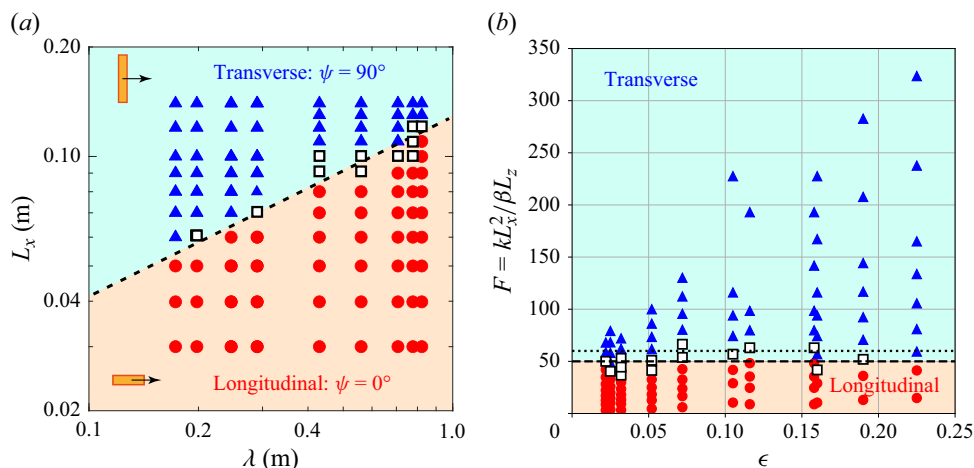 (a)
0.20
0.10
0.04
0.02
L_x (m)
Transverse: ψ = 90°
Longitudinal: ψ = 0°
0.1
0.2
0.4
1.0
λ (m)
(b)
350
300
250
200
150
100
50
0
F = kL_x^2/βL_z
Transverse
Longitudinal
0.05
0.10
0.15
0.20
0.25
ϵ